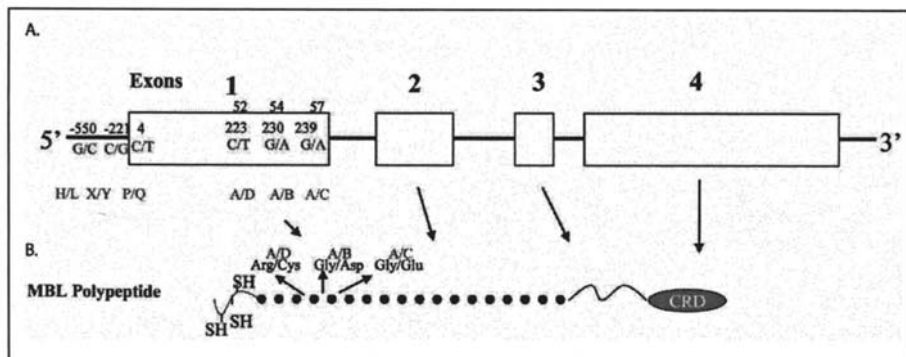 A.
Exons 1 2 3 4
52 54 57
-550 -221 4 223 230 239
5' G/C C/G C/T C/T G/A G/A 3'
H/L X/Y P/Q A/D A/B A/C
B.
A/D A/B A/C
Arg/Cys Gly/Asp Gly/Glu
MBL Polypeptide
SH
SH SH
CRD